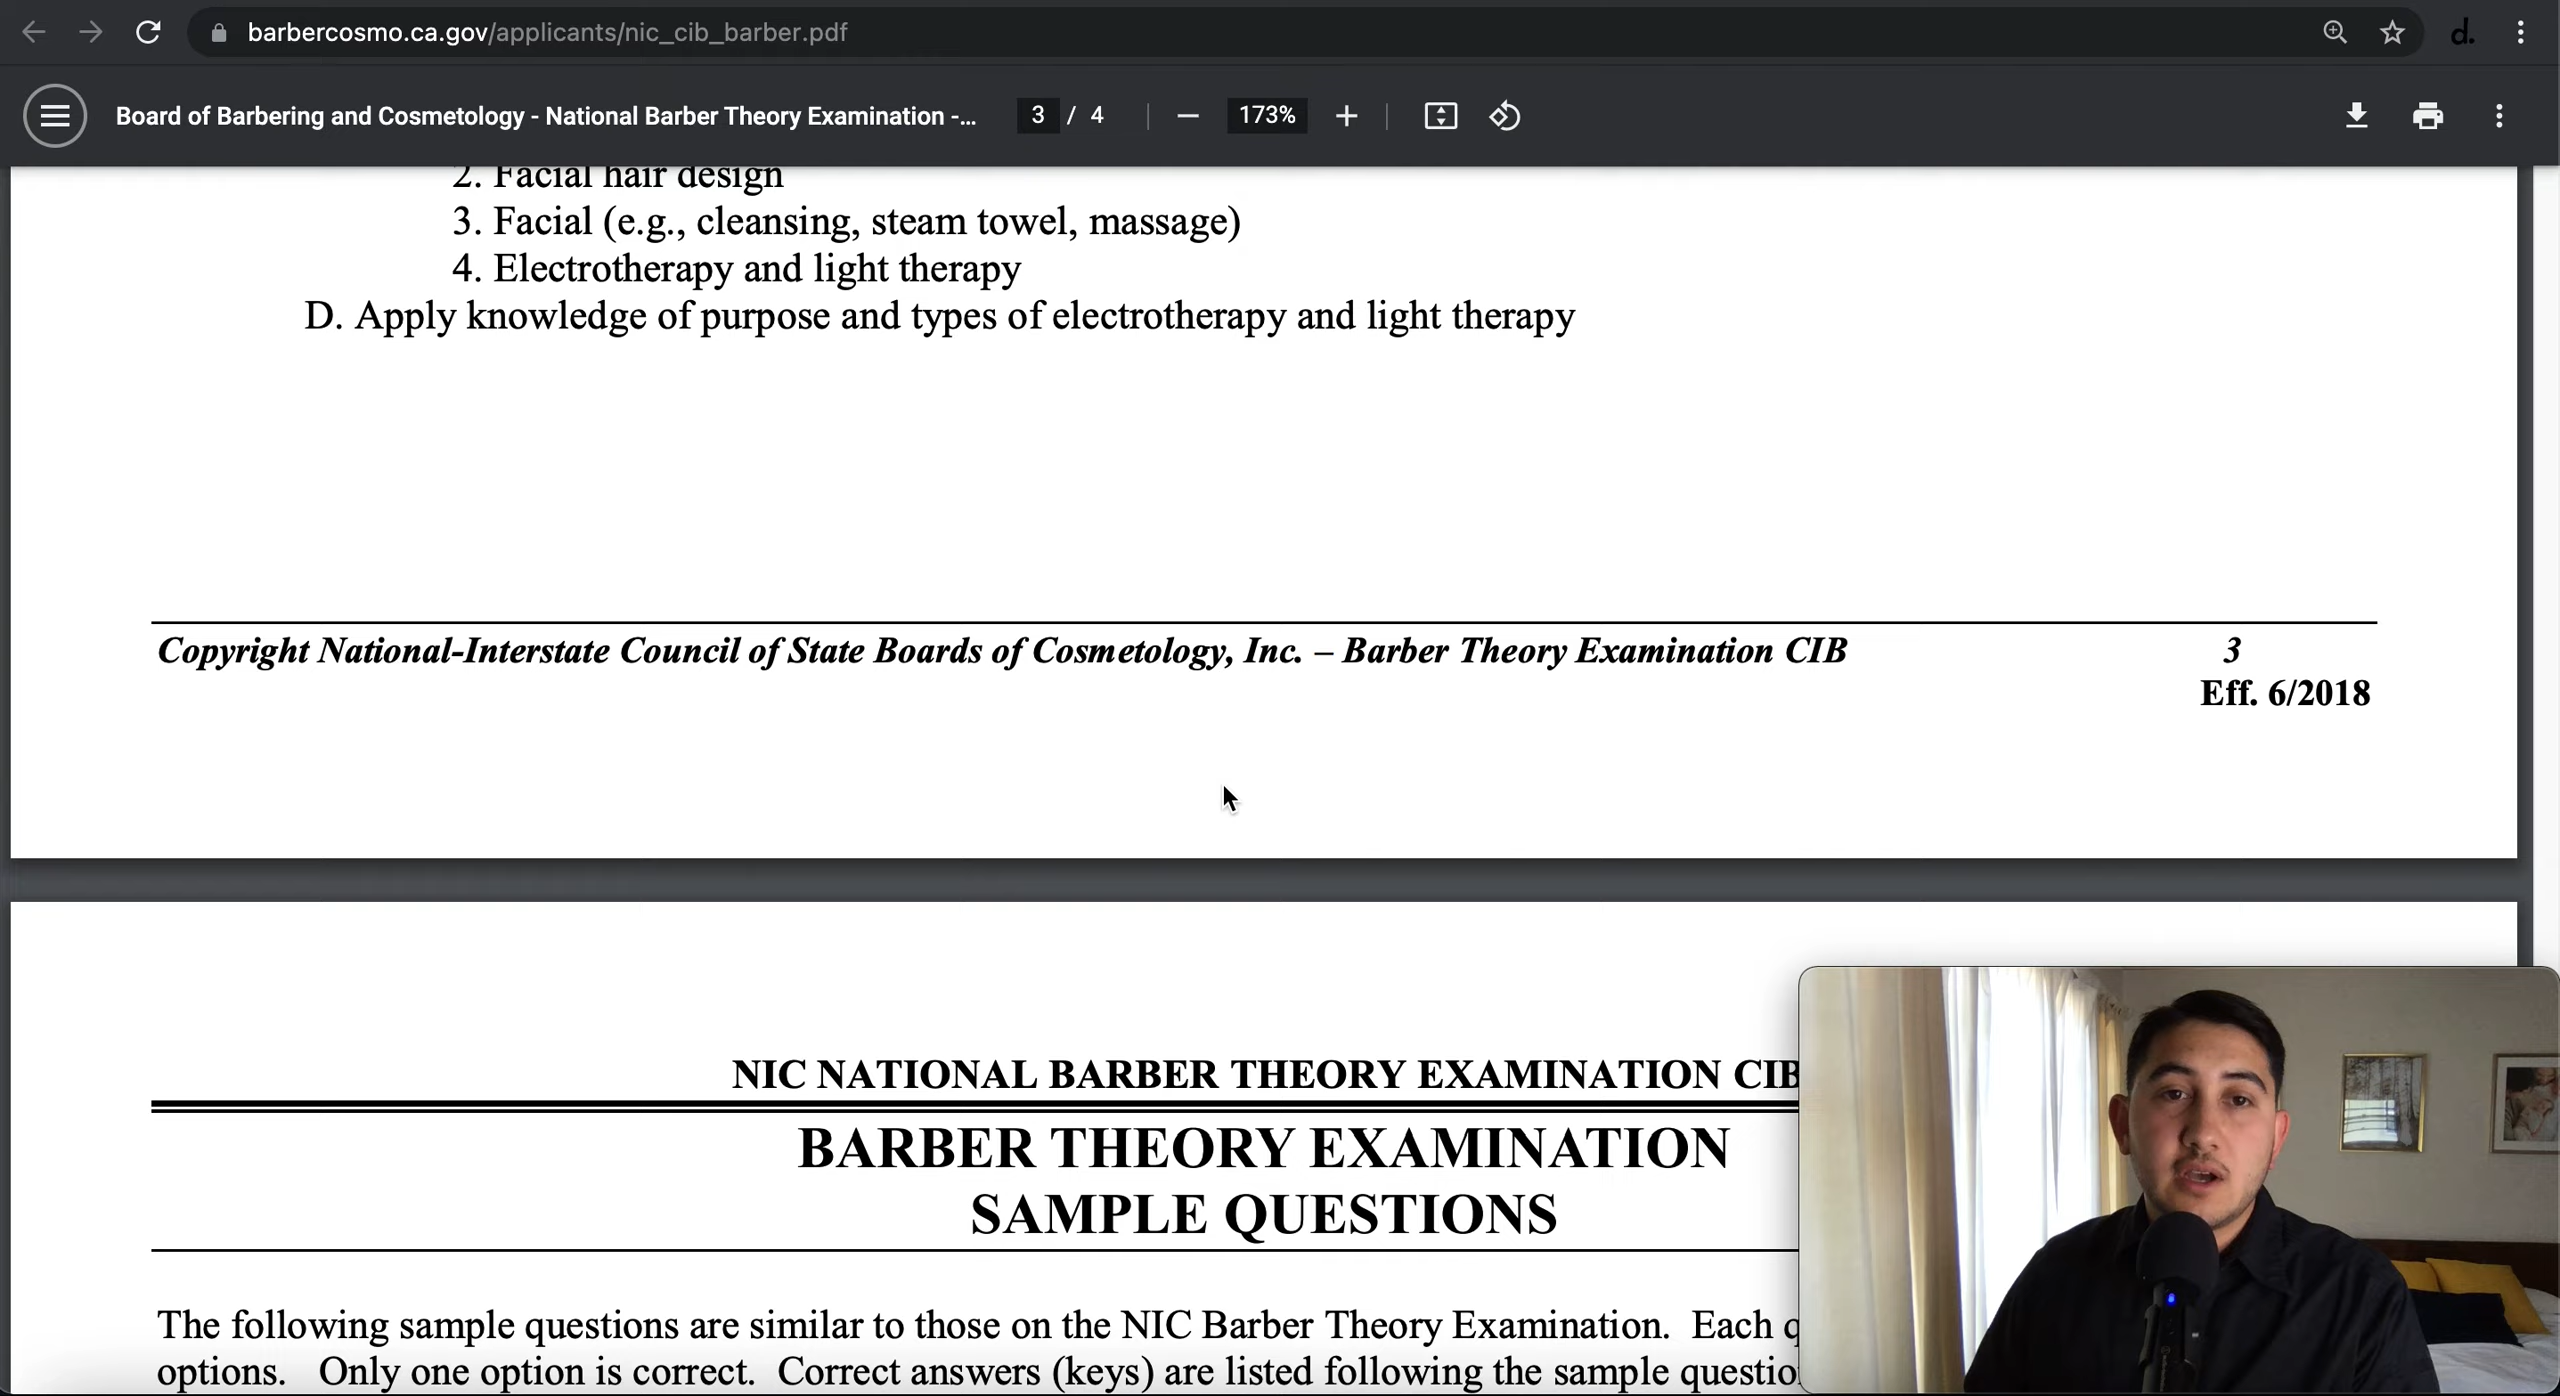 barbercosmo.ca.gov/applicants/nic_cib_barber.pdf
d.
Board of Barbering and Cosmetology - National Barber Theory Examination -...
3 / 4
173%
2. Facial hair design
3. Facial (e.g., cleansing, steam towel, massage)
4. Electrotherapy and light therapy
D. Apply knowledge of purpose and types of electrotherapy and light therapy
Copyright National-Interstate Council of State Boards of Cosmetology, Inc. – Barber Theory Examination CIB 3
Eff. 6/2018
NIC NATIONAL BARBER THEORY EXAMINATION CIB
BARBER THEORY EXAMINATION
SAMPLE QUESTIONS
The following sample questions are similar to those on the NIC Barber Theory Examination. Each
options. Only one option is correct. Correct answers (keys) are listed following the sample